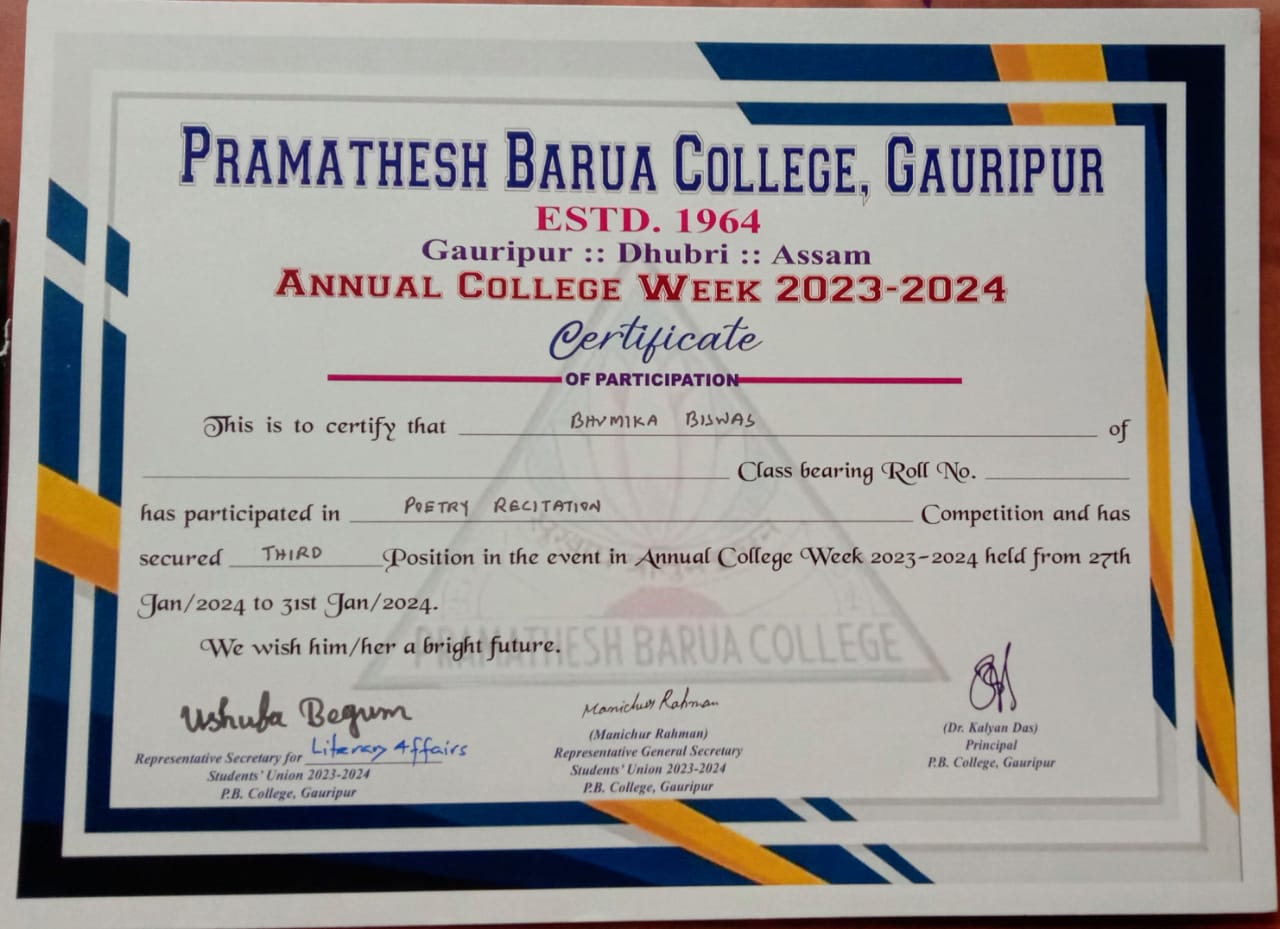 PRAMATHESH BARUA COLLEGE, GAURIPUR
ESTD. 1964
Gauripur :: Dhubri :: Assam
ANNUAL COLLEGE WEEK 2023-2024
Certificate
OF PARTICIPATION
This is to certify that BHUMIKA BISWAS of
Class bearing Roll No.
has participated in POETRY RECITATION Competition and has
secured THIRD Position in the event in Annual College Week 2023-2024 held from 27th
Jan/2024 to 31st Jan/2024.
We wish him/her a bright future.
PRAMATHESH BARUA COLLEGE
Ushuba Begum
Representative Secretary for Literary Affairs
Students' Union 2023-2024
P.B. College, Gauripur
Manichur Rahman
(Manichur Rahman)
Representative General Secretary
Students' Union 2023-2024
P.B. College, Gauripur
(Dr. Kalyan Das)
Principal
P.B. College, Gauripur